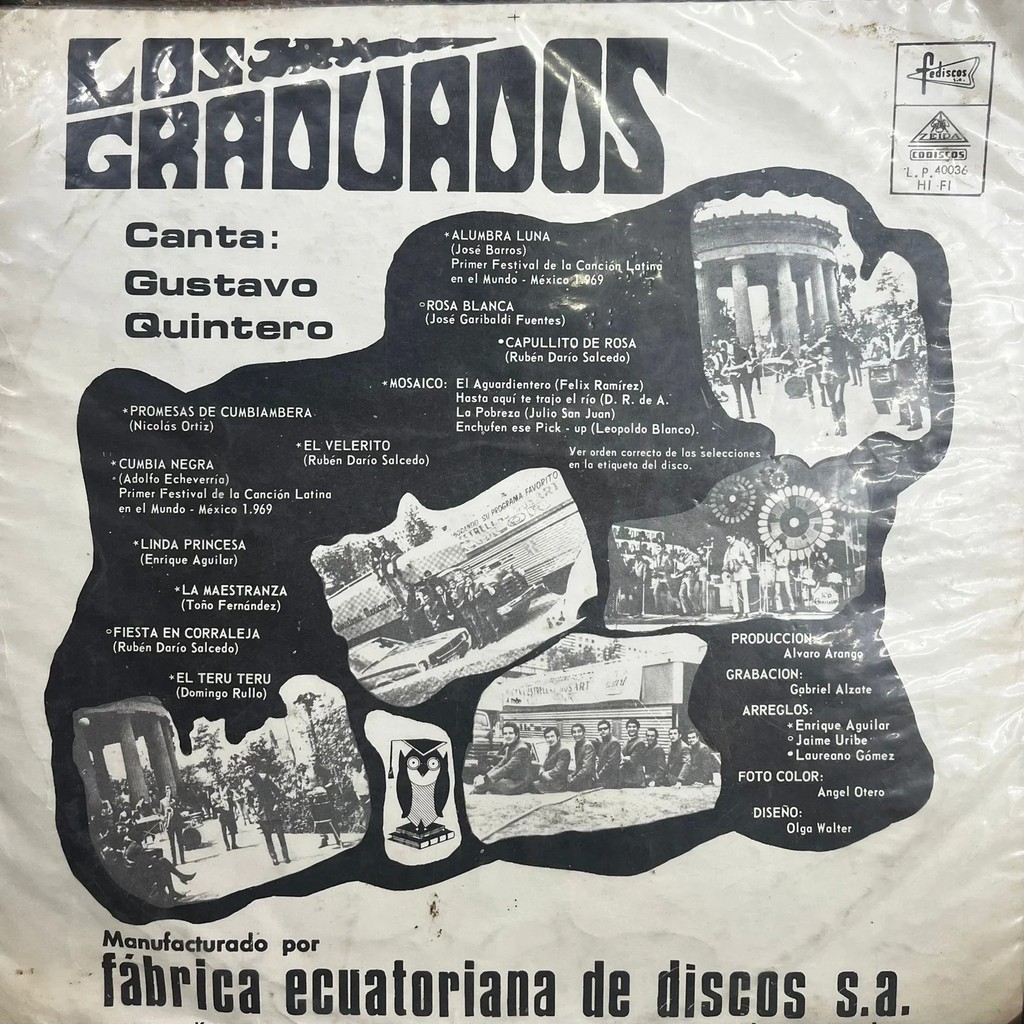 LOS
GRADUADOS
fediscos
S.A.
ZEIDA
CODISCOS
L.P. 40036
HI FI
Canta:
Gustavo
Quintero
*ALUMBRA LUNA
(José Barros)
Primer Festival de la Canción Latina
en el Mundo - México 1.969
°ROSA BLANCA
(José Garibaldi Fuentes)
•CAPULLITO DE ROSA
(Rubén Darío Salcedo)
*MOSAICO: El Aguardientero (Felix Ramírez)
Hasta aquí te trajo el río (D. R. de A.
La Pobreza (Julio San Juan)
Enchufen ese Pick - up (Leopoldo Blanco).
Ver orden correcto de las selecciones
en la etiqueta del disco.
*PROMESAS DE CUMBIAMBERA
(Nicolás Ortiz)
*EL VELERITO
(Rubén Darío Salcedo)
*CUMBIA NEGRA
(Adolfo Echeverría)
Primer Festival de la Canción Latina
en el Mundo - México 1.969
*LINDA PRINCESA
(Enrique Aguilar)
*LA MAESTRANZA
(Toño Fernández)
°FIESTA EN CORRALEJA
(Rubén Darío Salcedo)
*EL TERU TERU
(Domingo Rullo)
SU PROGRAMA FAVORITO
PRODUCCION:
Alvaro Arango
GRABACION:
Gabriel Alzate
ARREGLOS:
*Enrique Aguilar
°Jaime Uribe
•Laureano Gómez
FOTO COLOR:
Angel Otero
DISEÑO:
Olga Walter
Manufacturado por
fábrica ecuatoriana de discos s.a.